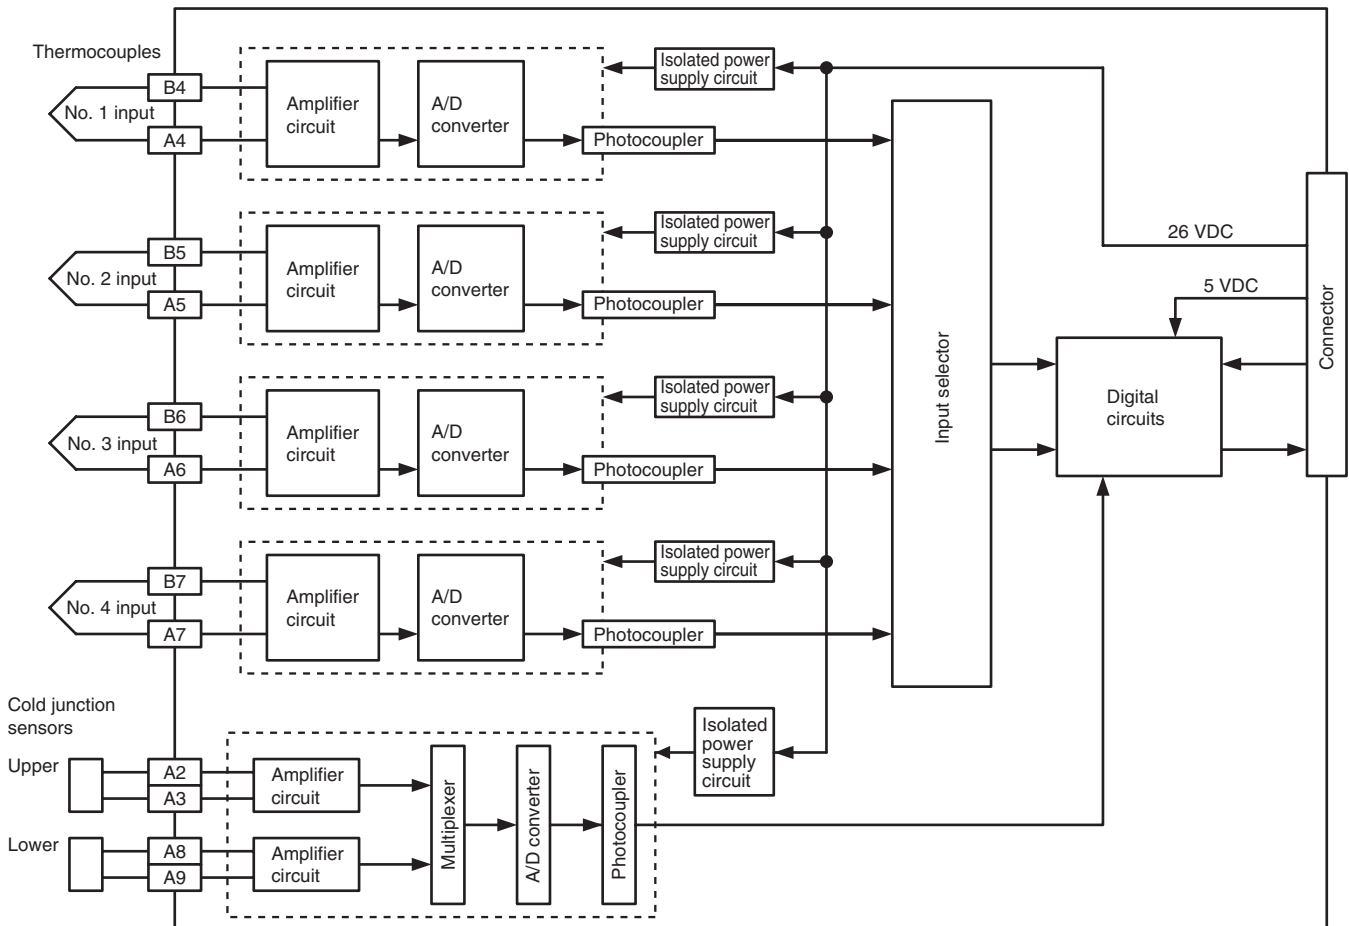 Thermocouples
B4
No. 1 input
A4
Amplifier
circuit
A/D
converter
Isolated power
supply circuit
Photocoupler
B5
No. 2 input
A5
Amplifier
circuit
A/D
converter
Isolated power
supply circuit
Photocoupler
B6
No. 3 input
A6
Amplifier
circuit
A/D
converter
Isolated power
supply circuit
Photocoupler
B7
No. 4 input
A7
Amplifier
circuit
A/D
converter
Isolated power
supply circuit
Photocoupler
Input selector
26 VDC
5 VDC
Digital
circuits
Connector
Cold junction
sensors
Upper
A2
A3
Amplifier
circuit
Lower
A8
A9
Amplifier
circuit
Multiplexer
A/D converter
Photocoupler
Isolated
power
supply
circuit